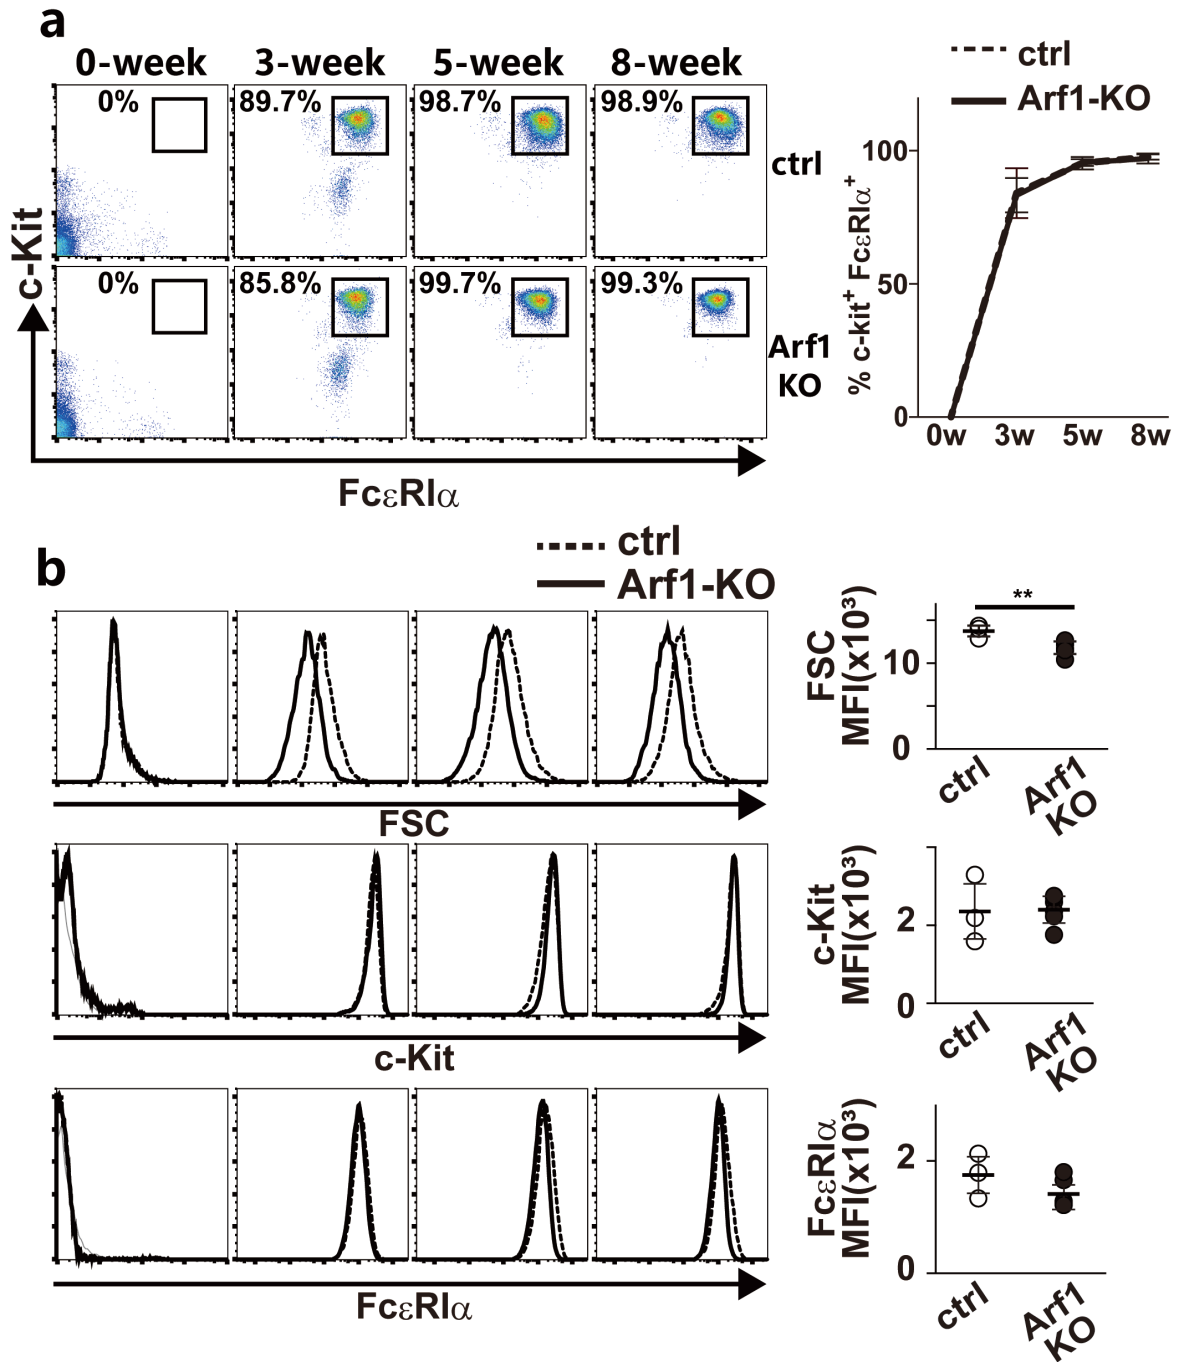 a
0-week 3-week 5-week 8-week
0% 89.7% 98.7% 98.9%
ctrl
0% 85.8% 99.7% 99.3%
Arf1
KO
c-Kit
FcεRIα
ctrl
Arf1-KO
% c-kit⁺ FcεRIα⁺
100
50
0
0w 3w 5w 8w
b
ctrl
Arf1-KO
FSC
FSC
MFI(x10³)
**
10
0
ctrl
Arf1
KO
c-Kit
c-Kit
MFI(x10³)
2
0
ctrl
Arf1
KO
FcεRIα
FcεRIα
MFI(x10³)
2
0
ctrl
Arf1
KO